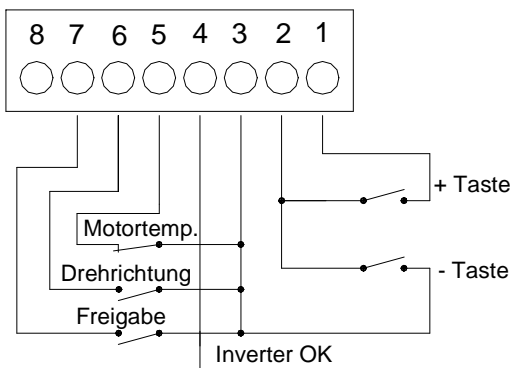 8 7 6 5 4 3 2 1
+ Taste
Motortemp.
Drehrichtung
- Taste
Freigabe
Inverter OK